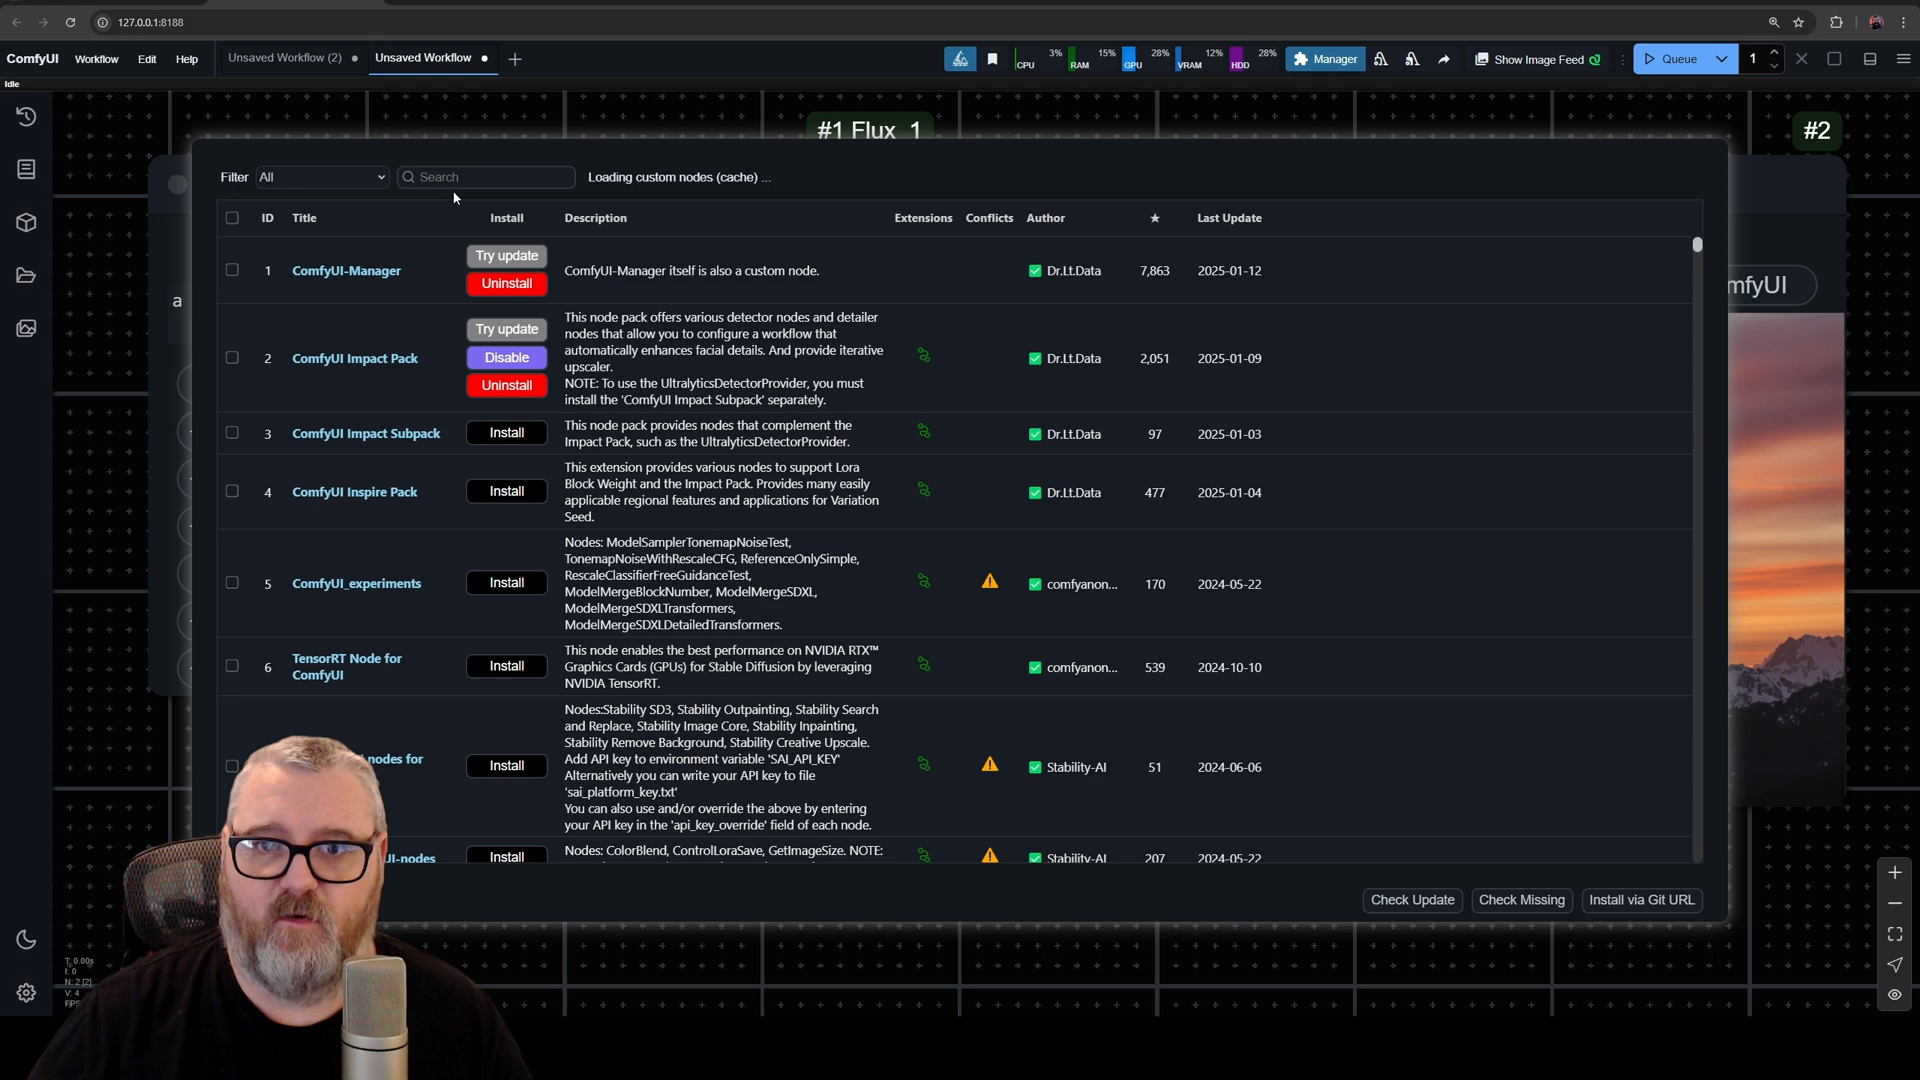 127.0.0.1:8188
ComfyUI Workflow Edit Help Unsaved Workflow (2) Unsaved Workflow
CPU 3% RAM 15% GPU 28% VRAM 12% HDD 28%
Manager Show Image Feed Queue 1
Idle
#1 Flux 1
#2
Filter All Search Loading custom nodes (cache) ...
ID Title Install Description Extensions Conflicts Author ★ Last Update
1 ComfyUI-Manager Try update Uninstall ComfyUI-Manager itself is also a custom node. Dr.Lt.Data 7,863 2025-01-12
2 ComfyUI Impact Pack Try update Disable Uninstall
This node pack offers various detector nodes and detailer
nodes that allow you to configure a workflow that
automatically enhances facial details. And provide iterative
upscaler.
NOTE: To use the UltralyticsDetectorProvider, you must
install the 'ComfyUI Impact Subpack' separately.
Dr.Lt.Data 2,051 2025-01-09
3 ComfyUI Impact Subpack Install
This node pack provides nodes that complement the
Impact Pack, such as the UltralyticsDetectorProvider.
Dr.Lt.Data 97 2025-01-03
4 ComfyUI Inspire Pack Install
This extension provides various nodes to support Lora
Block Weight and the Impact Pack. Provides many easily
applicable regional features and applications for Variation
Seed.
Dr.Lt.Data 477 2025-01-04
5 ComfyUI_experiments Install
Nodes: ModelSamplerTonemapNoiseTest,
TonemapNoiseWithRescaleCFG, ReferenceOnlySimple,
RescaleClassifierFreeGuidanceTest,
ModelMergeBlockNumber, ModelMergeSDXL,
ModelMergeSDXLTransformers,
ModelMergeSDXLDetailedTransformers.
comfyanon... 170 2024-05-22
6 TensorRT Node for
ComfyUI
Install
This node enables the best performance on NVIDIA RTX™
Graphics Cards (GPUs) for Stable Diffusion by leveraging
NVIDIA TensorRT.
comfyanon... 539 2024-10-10
nodes for
Install
Nodes:Stability SD3, Stability Outpainting, Stability Search
and Replace, Stability Image Core, Stability Inpainting,
Stability Remove Background, Stability Creative Upscale.
Add API key to environment variable 'SAI_API_KEY'
Alternatively you can write your API key to file
'sai_platform_key.txt'
You can also use and/or override the above by entering
your API key in the 'api_key_override' field of each node.
Stability-AI 51 2024-06-06
UI-nodes Install Nodes: ColorBlend, ControlLoraSave, GetImageSize. NOTE: Stability-AI 207 2024-05-22
Check Update Check Missing Install via Git URL
a
mfyUI
T: 0.00s
I: 0
N: 2 [2]
V: 4
FPS